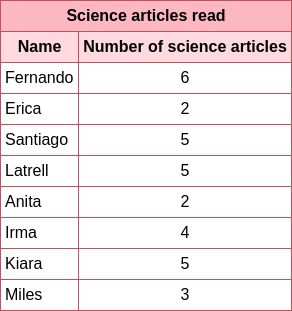 Science articles read
Name Number of science articles
Fernando 6
Erica 2
Santiago 5
Latrell 5
Anita 2
Irma 4
Kiara 5
Miles 3